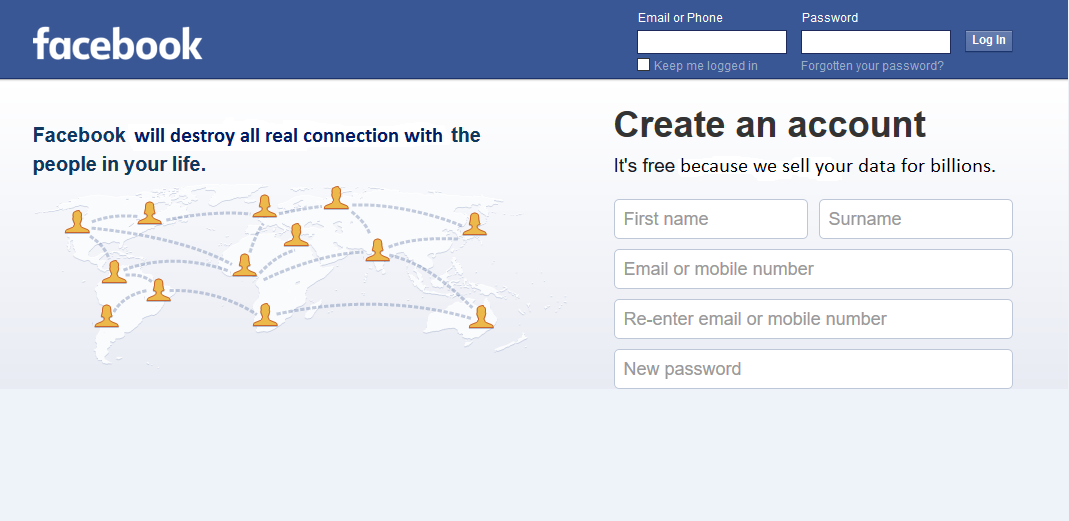 facebook
Email or Phone
Password
Log In
Keep me logged in
Forgotten your password?
Facebook will destroy all real connection with the
people in your life.
Create an account
It's free because we sell your data for billions.
First name
Surname
Email or mobile number
Re-enter email or mobile number
New password